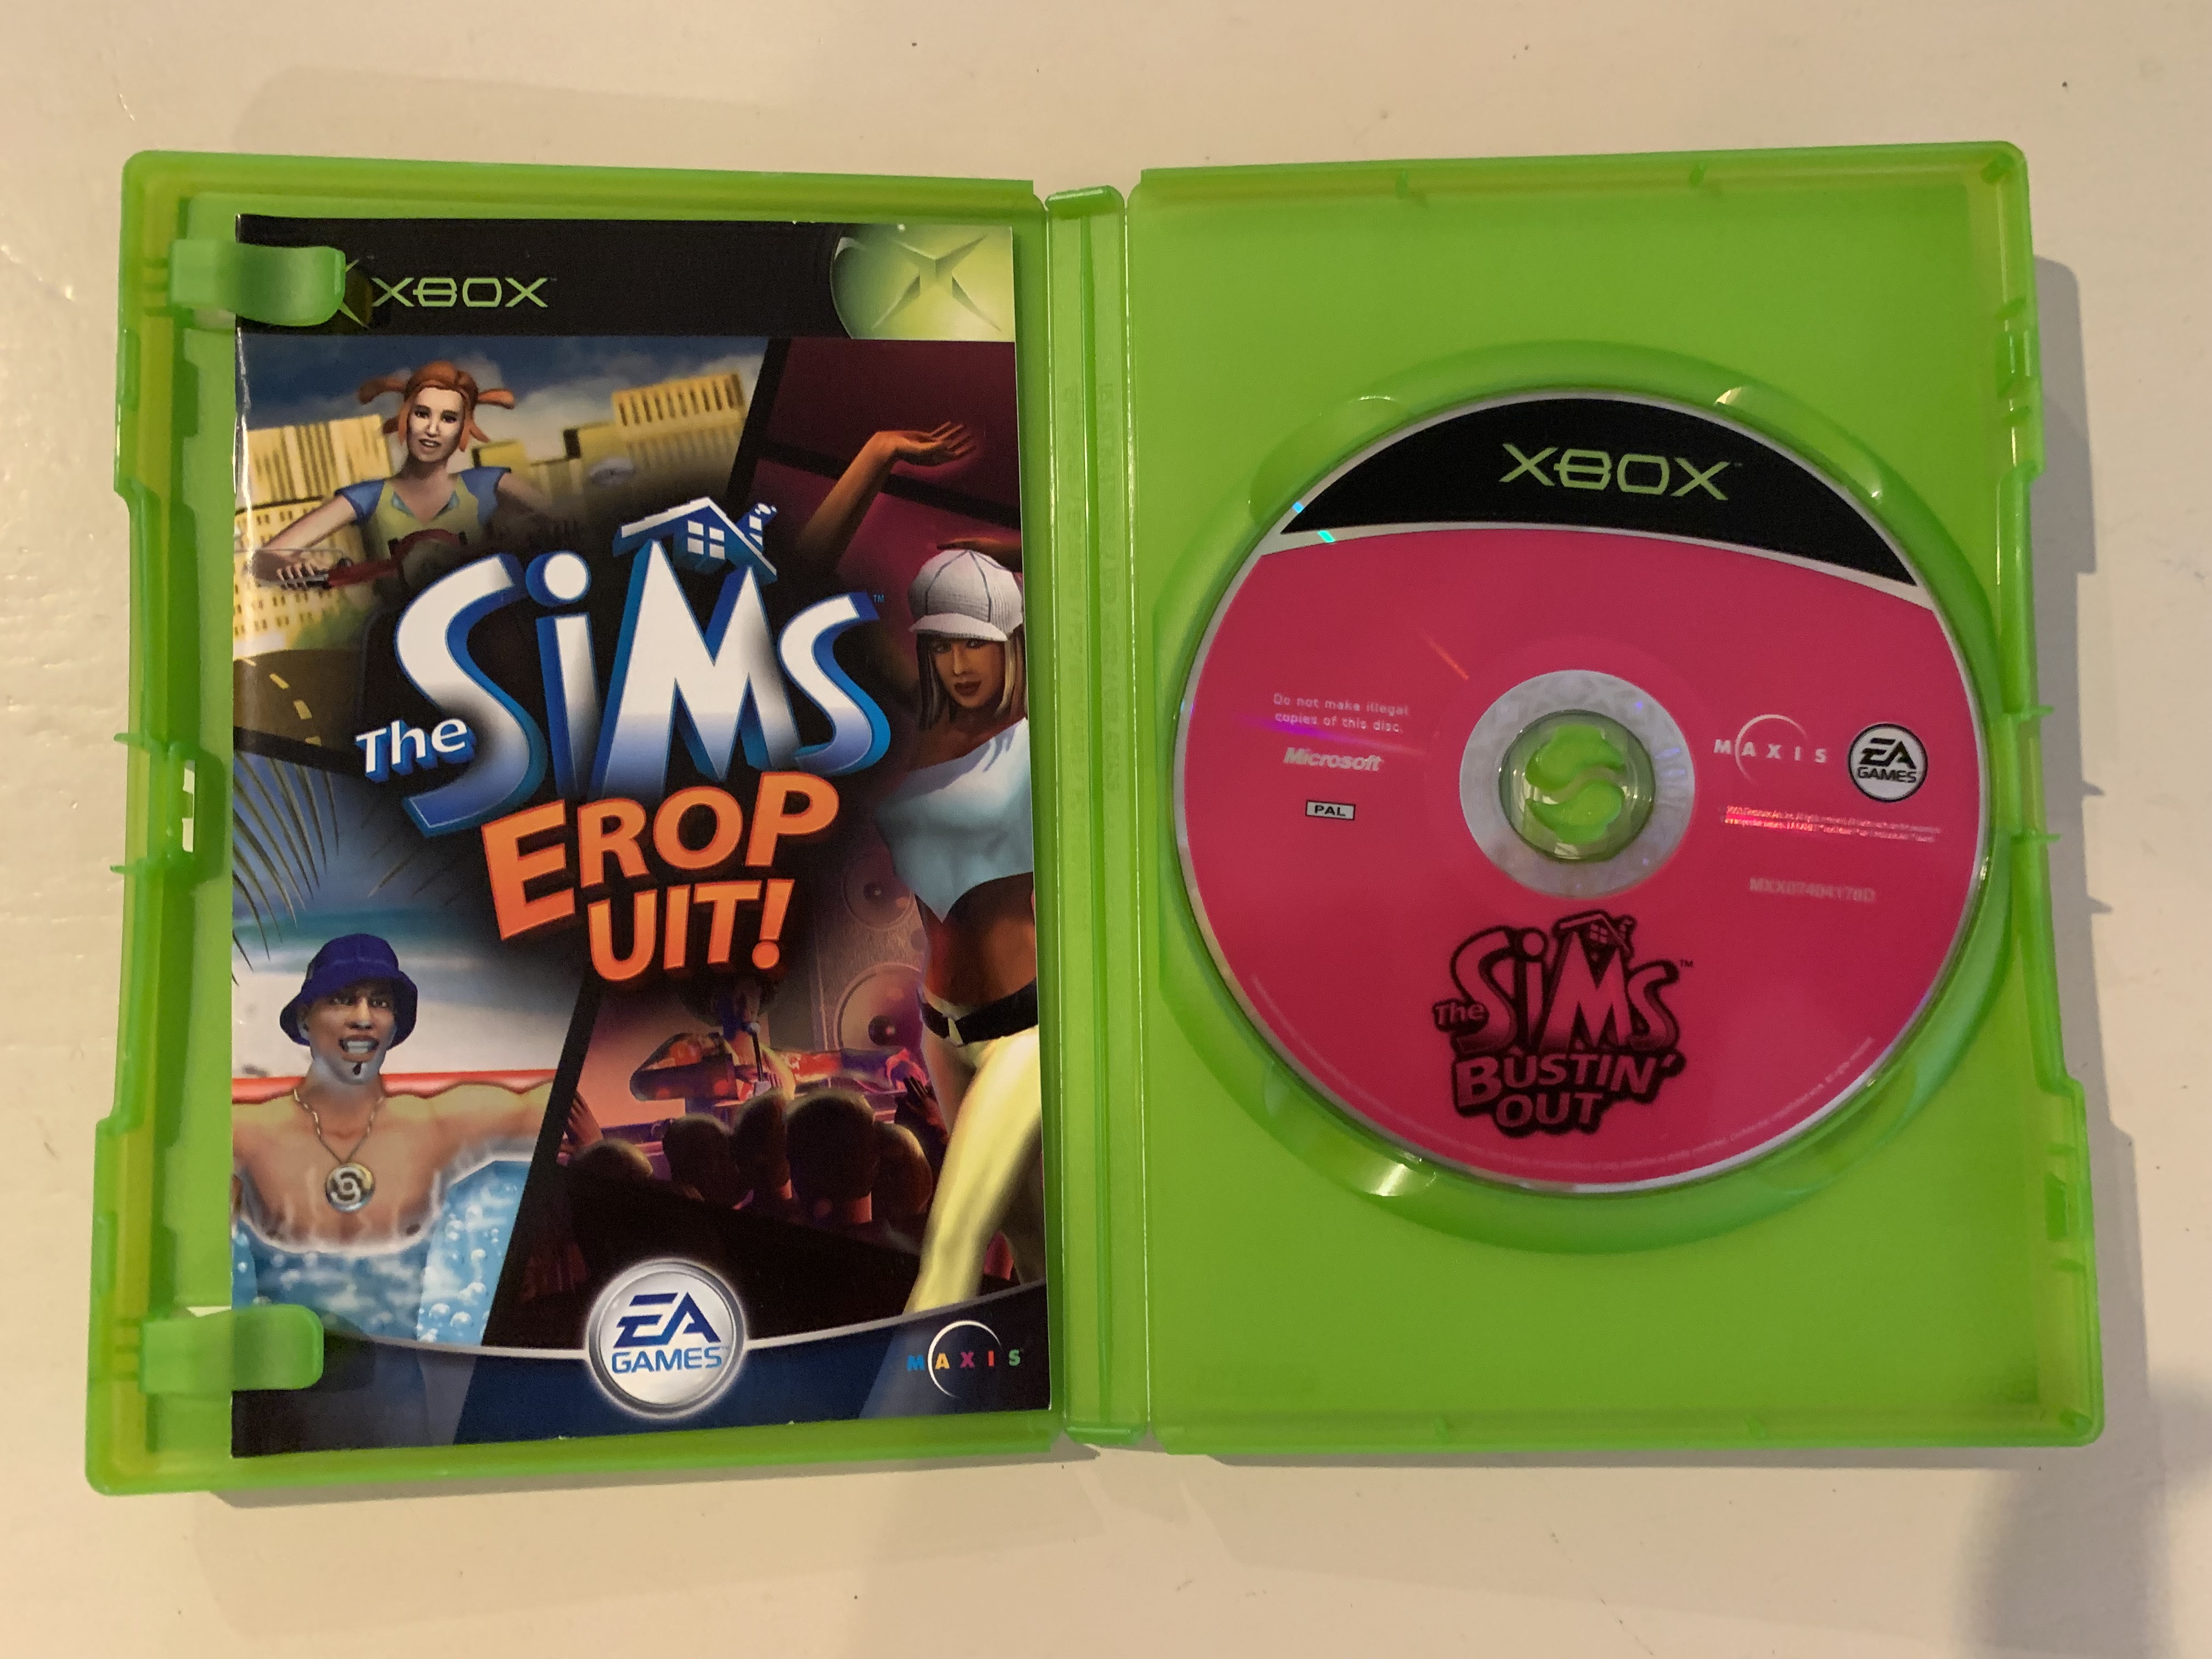 XBOX
The SiMs
EROP
UIT!
EA
GAMES
MAXIS
XBOX
Do not make illegal
copies of this disc.
Microsoft
PAL
MAXIS
EA
GAMES
The SiMs
BUSTIN'
OUT